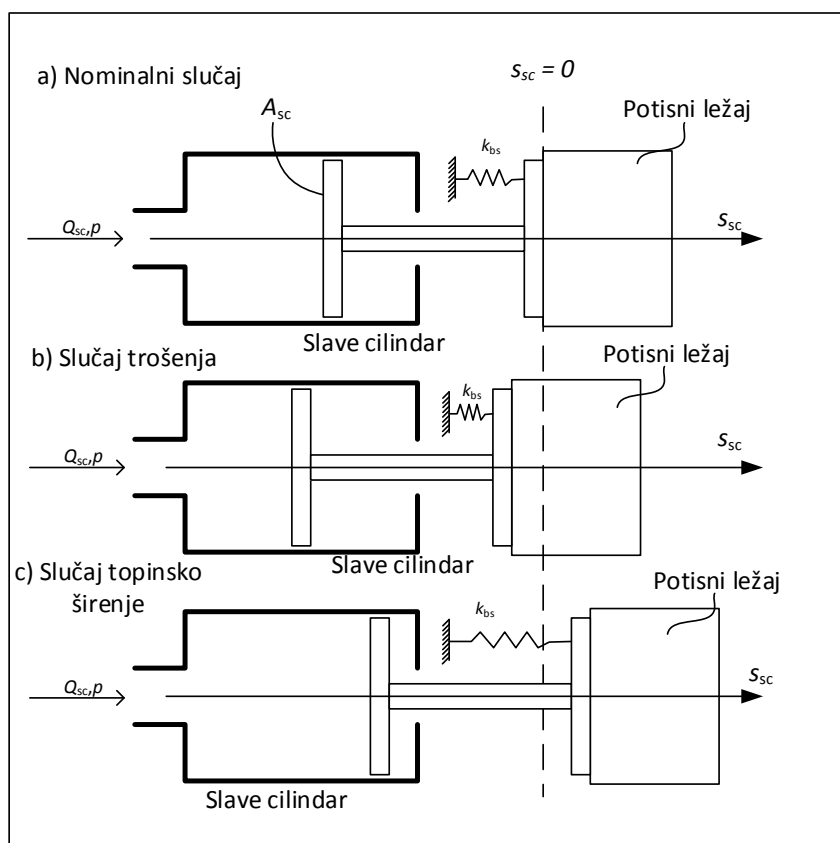 a) Nominalni slučaj
s_sc = 0
A_sc
Potisni ležaj
k_bs
Q_sc,p
s_sc
Slave cilindar
b) Slučaj trošenja
Potisni ležaj
k_bs
Q_sc,p
s_sc
Slave cilindar
c) Slučaj topinsko
širenje
Potisni ležaj
k_bs
Q_sc,p
s_sc
Slave cilindar